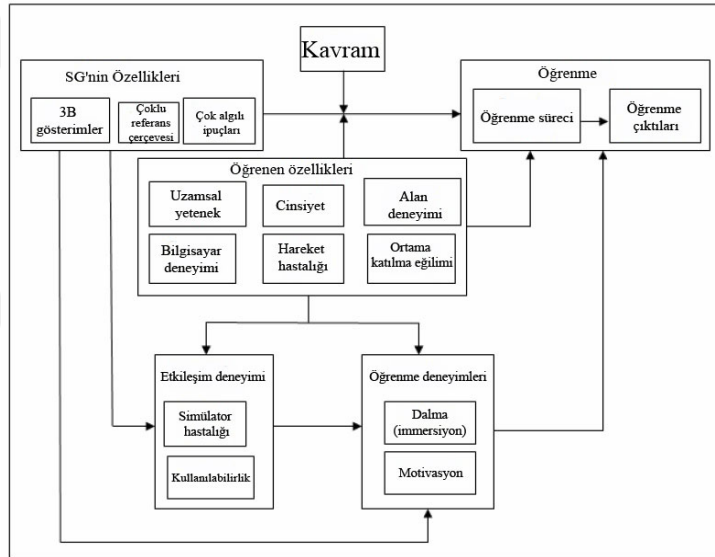 Kavram
SG'nin Özellikleri
3B
gösterimler
Çoklu
referans
çerçevesi
Çok algılı
ipuçları
Öğrenme
Öğrenme süreci
Öğrenme
çıktıları
Öğrenen özellikleri
Uzamsal
yetenek
Cinsiyet
Alan
deneyimi
Bilgisayar
deneyimi
Hareket
hastalığı
Ortama
katılma eğilimi
Etkileşim deneyimi
Simülator
hastalığı
Kullanılabilirlik
Öğrenme deneyimleri
Dalma
(immersiyon)
Motivasyon